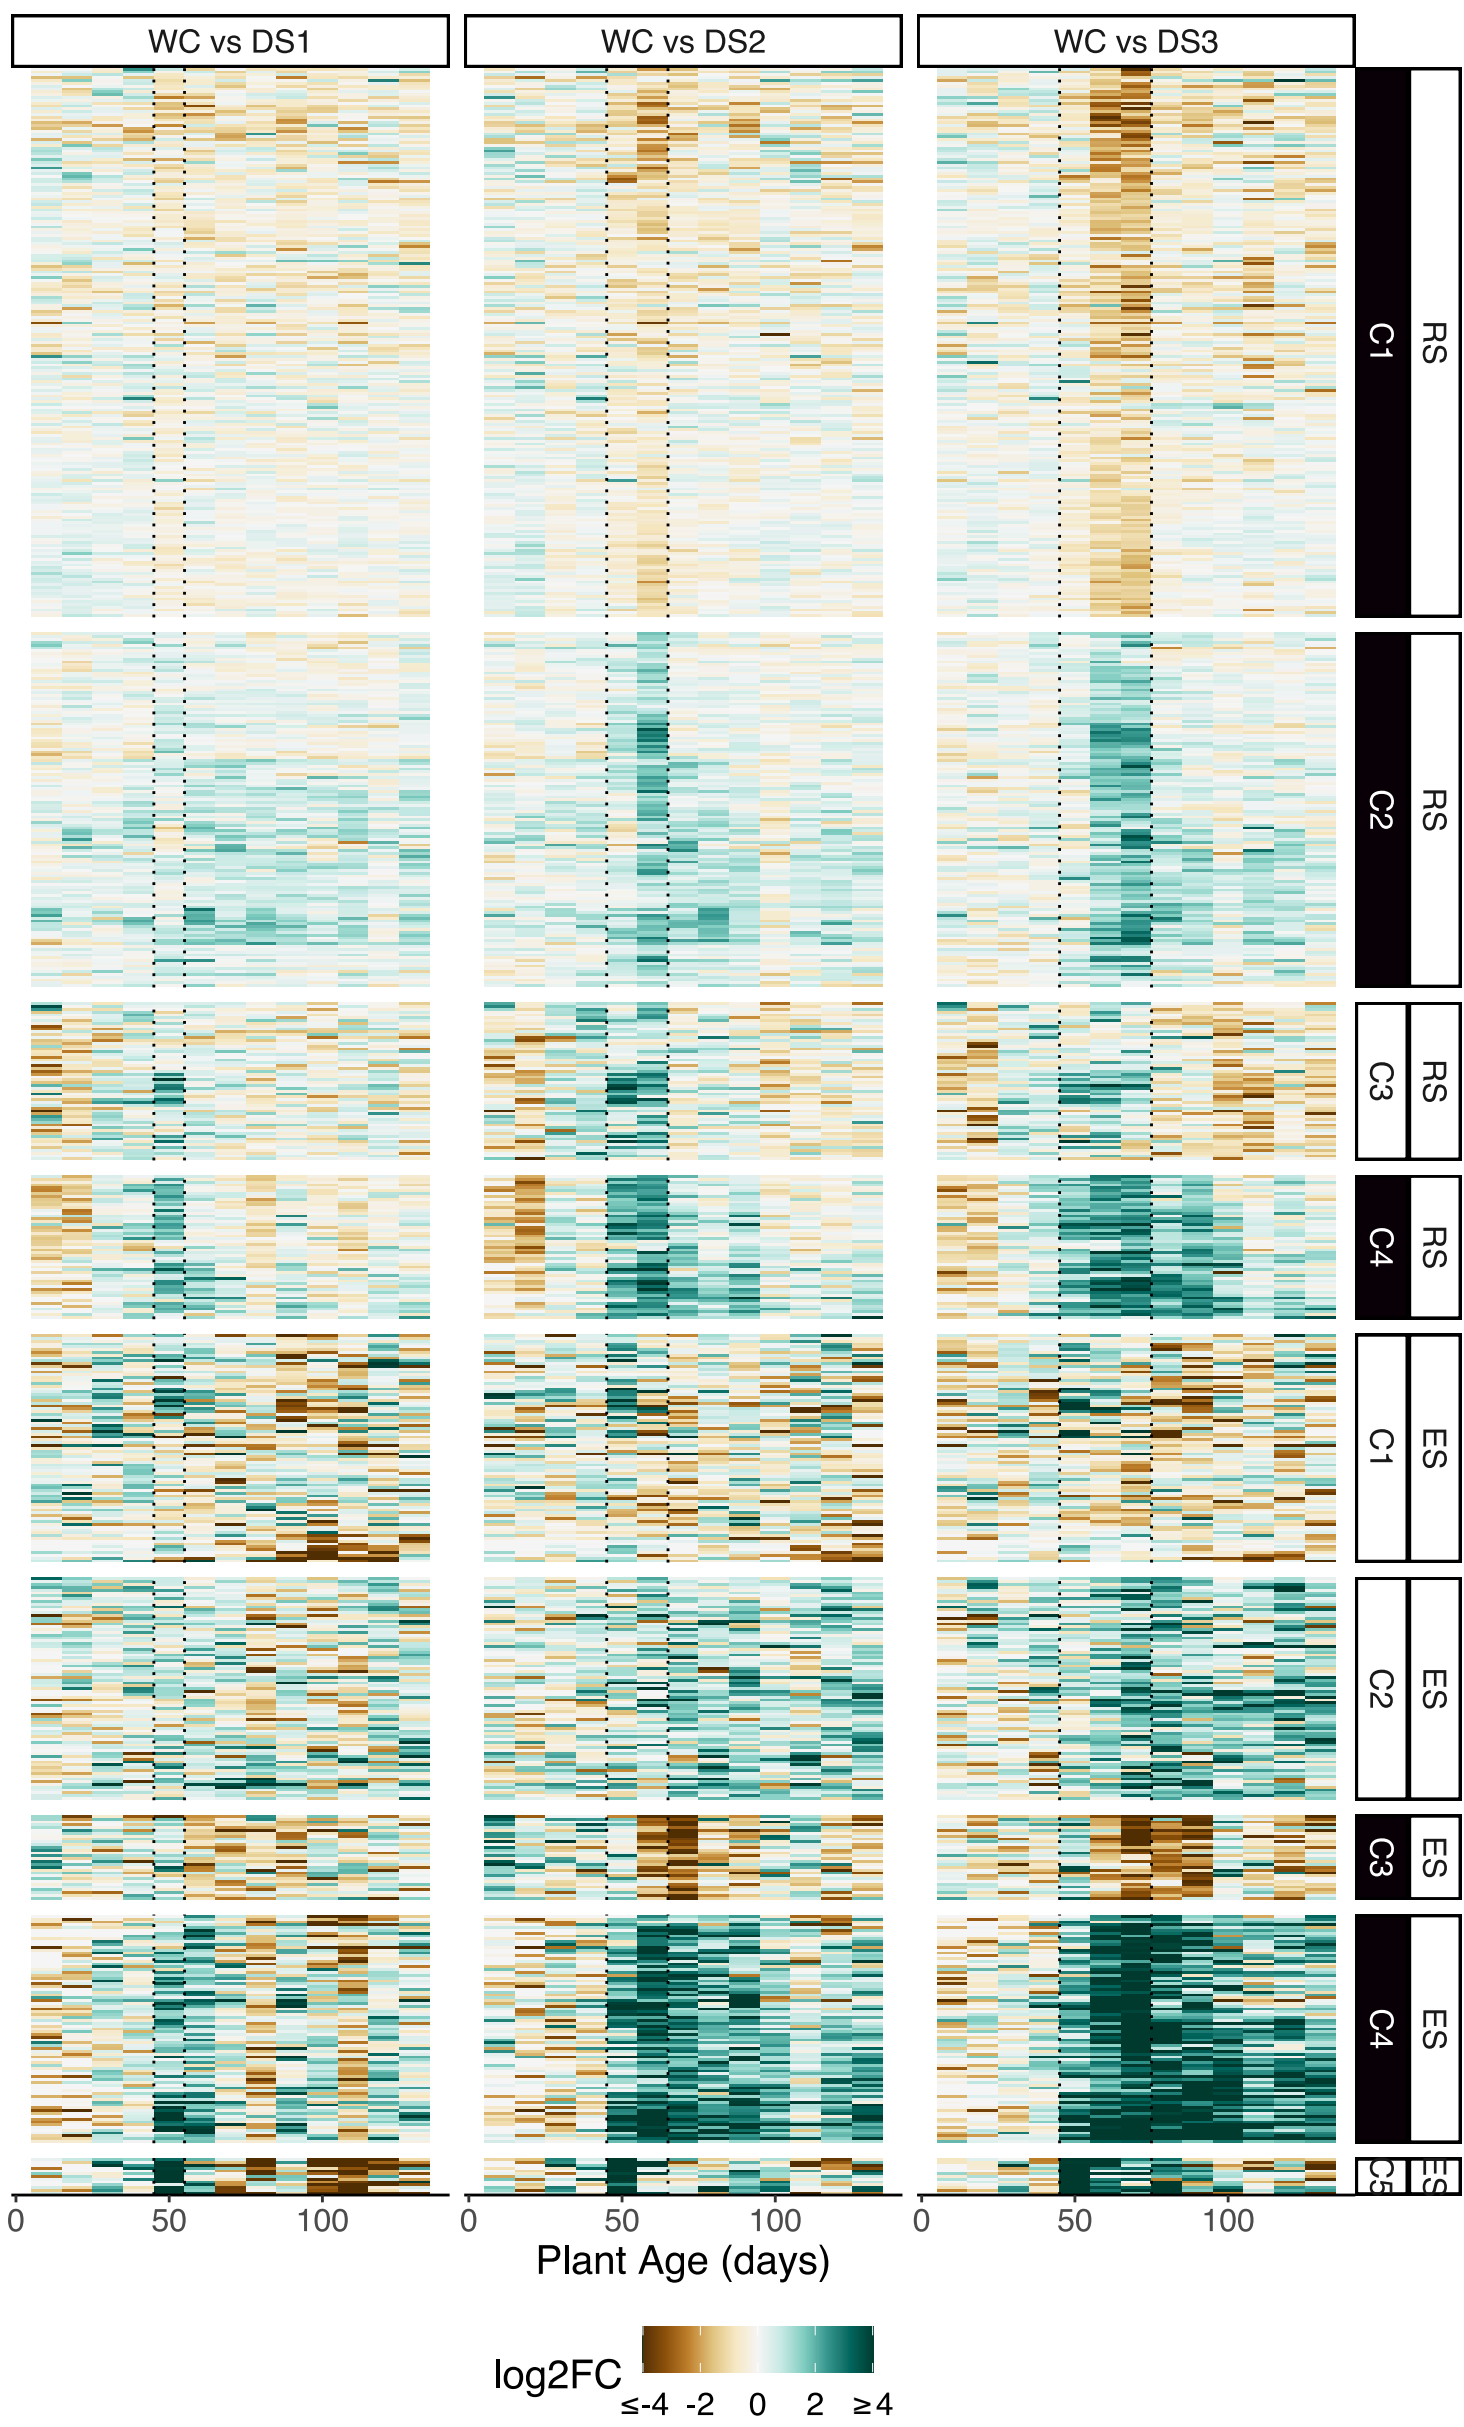 WC vs DS1
WC vs DS2
WC vs DS3
C1 RS
C2 RS
C3 RS
C4 RS
C1 ES
C2 ES
C3 ES
C4 ES
C5 ES
0 50 100 0 50 100 0 50 100
Plant Age (days)
log2FC
≤-4 -2 0 2 ≥4